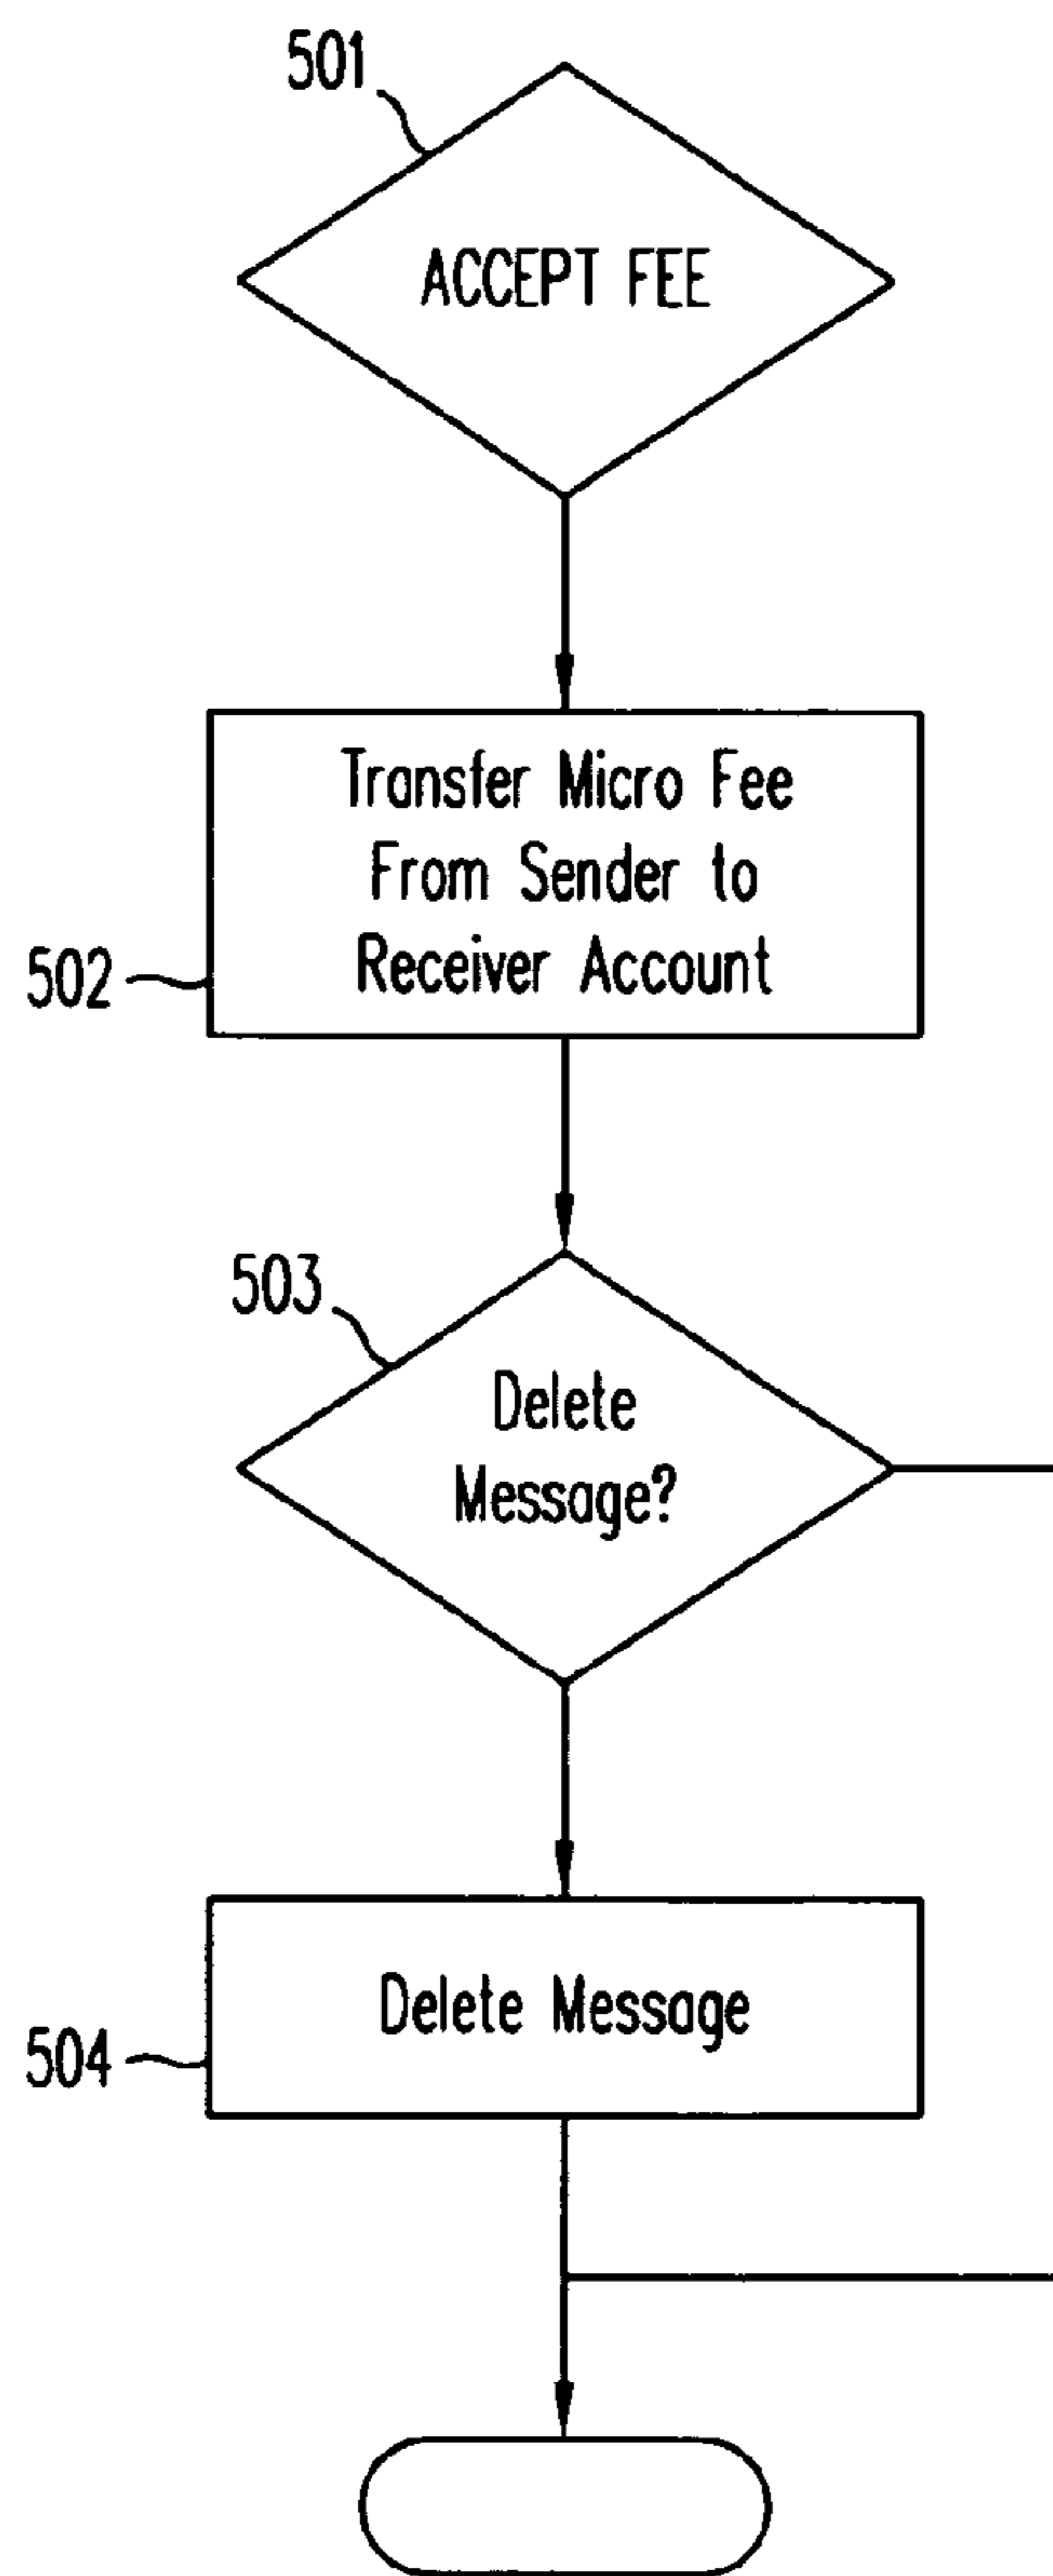 501
ACCEPT FEE
Transfer Micro Fee
From Sender to
Receiver Account
502
503
Delete
Message?
Delete Message
504